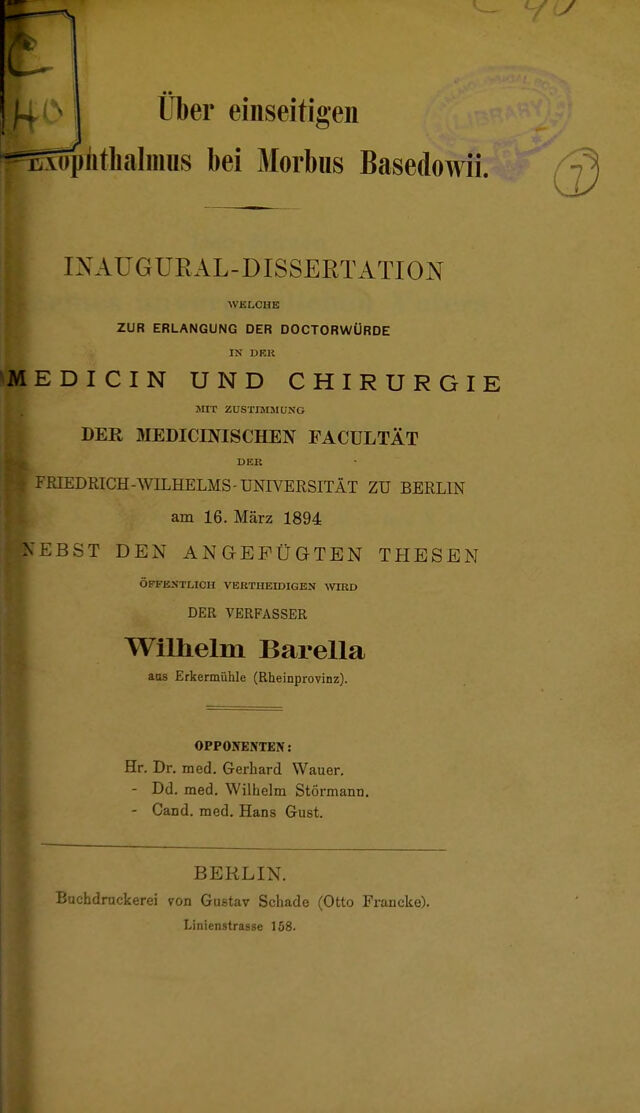 Über einseitigen
Exophthalmus bei Morbus Basedowii.
7
INAUGURAL-DISSERTATION
WELCHE
ZUR ERLANGUNG DER DOCTORWÜRDE
IN DER
MEDICIN UND CHIRURGIE
MIT ZUSTIMMUNG
DER MEDICINISCHEN FACULTÄT
DER
FRIEDRICH-WILHELMS-UNIVERSITÄT ZU BERLIN
am 16. März 1894
NEBST DEN ANGEFÜGTEN THESEN
ÖFFENTLICH VERTHEIDIGEN WIRD
DER VERFASSER
Wilhelm Barella
aus Erkermühle (Rheinprovinz).
OPPONENTEN:
Hr. Dr. med. Gerhard Wauer.
- Dd. med. Wilhelm Störmann.
- Cand. med. Hans Gust.
BERLIN.
Buchdruckerei von Gustav Schade (Otto Francke).
Linienstrasse 158.
LIBRARY